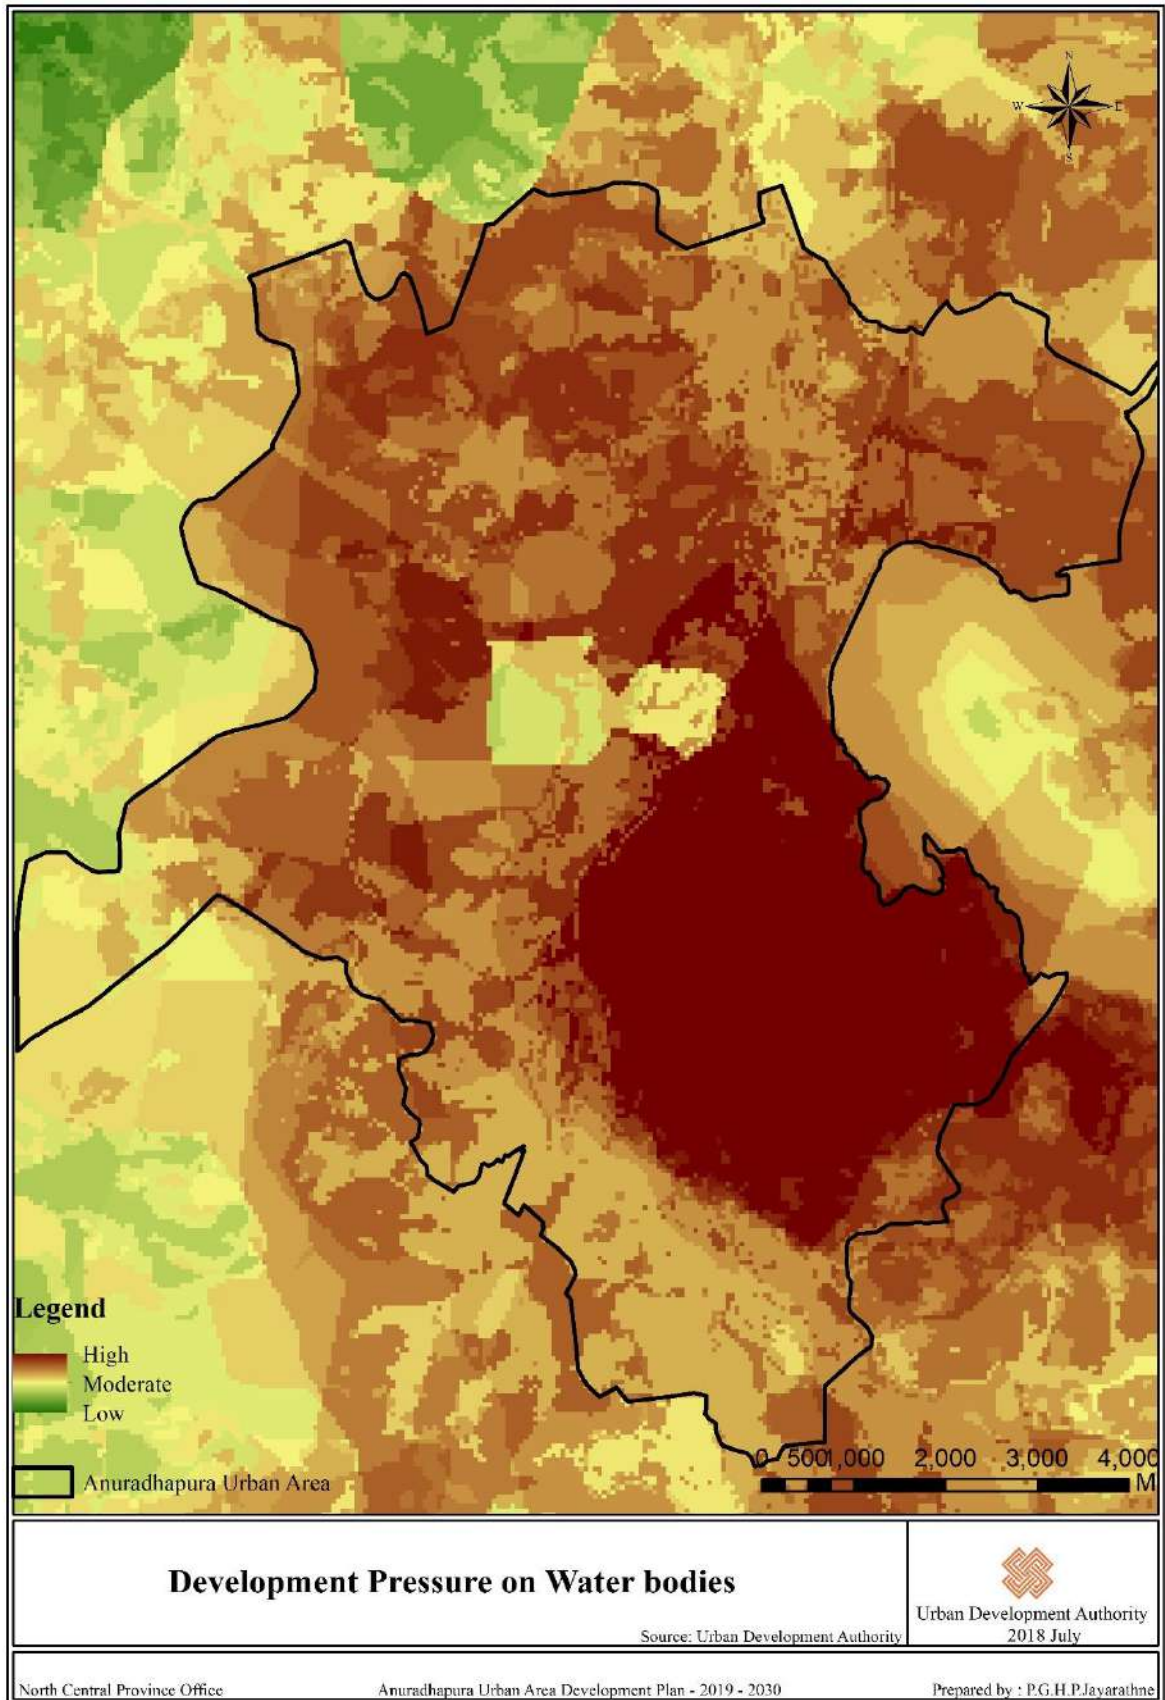 N
W E
S
Legend
High
Moderate
Low
Anuradhapura Urban Area
0 500 1,000 2,000 3,000 4,000
M
Development Pressure on Water bodies
Source: Urban Development Authority
Urban Development Authority
2018 July
North Central Province Office
Anuradhapura Urban Area Development Plan - 2019 - 2030
Prepared by : P.G.H.P.Jayarathne